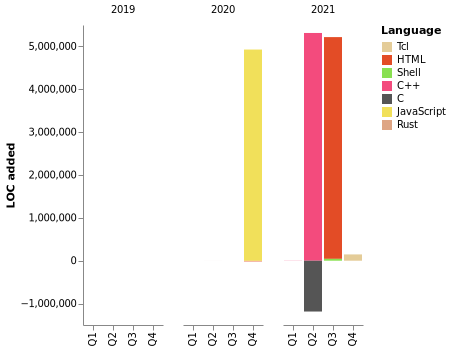 2019 2020 2021
LOC added
5,000,000
4,000,000
3,000,000
2,000,000
1,000,000
0
−1,000,000
Q1 Q2 Q3 Q4 Q1 Q2 Q3 Q4 Q1 Q2 Q3 Q4
Language
Tcl
HTML
Shell
C++
C
JavaScript
Rust